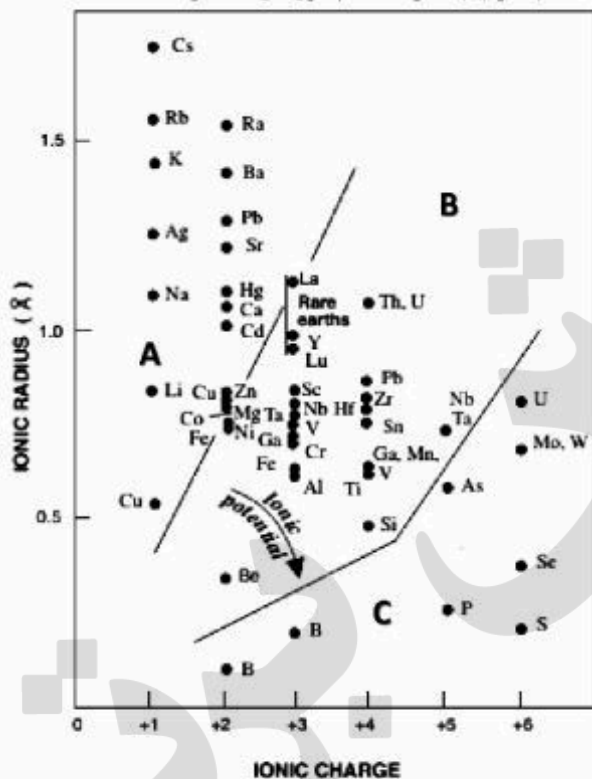 Cs
Rb
Ra
K
Ba
B
Ag
Pb
Sr
Na
Hg
Ca
Cd
La
Rare
earths
Th, U
Y
Lu
A
Li
Cu Zn
Sc
Pb
Co Mg Ta Nb Hf Zr
Fe Ni V Sn
Nb
Ta
U
Ga Cr
Mo, W
Fe Al
Ga, Mn,
Ti V
As
Cu
Ionic
potential
Si
Be
Se
C
P
B
S
B
1.5
1.0
0.5
0 +1 +2 +3 +4 +5 +6
IONIC RADIUS (Å)
IONIC CHARGE